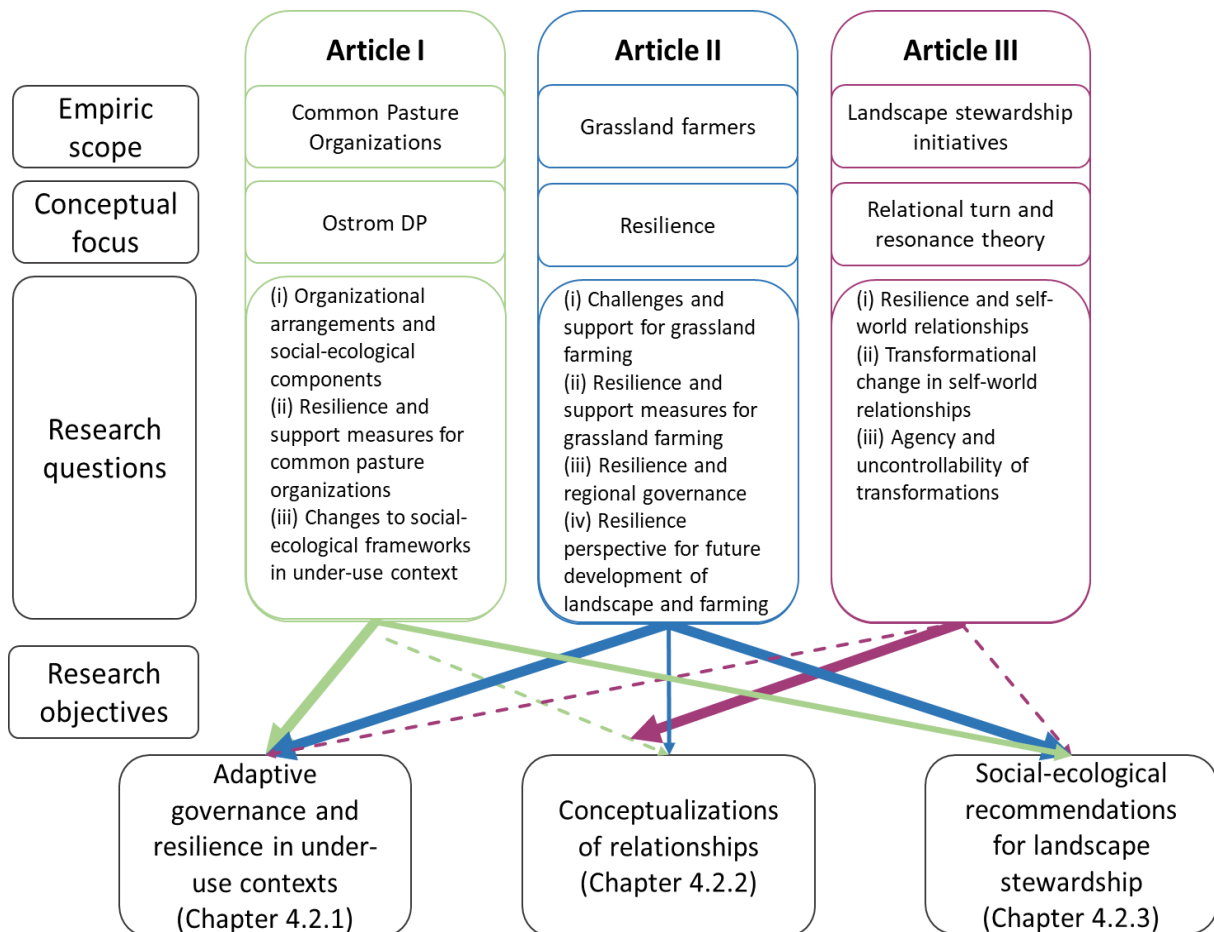 Article I
Article II
Article III
Empiric
scope
Common Pasture
Organizations
Grassland farmers
Landscape stewardship
initiatives
Conceptual
focus
Ostrom DP
Resilience
Relational turn and
resonance theory
Research
questions
(i) Organizational
arrangements and
social-ecological
components
(ii) Resilience and
support measures for
common pasture
organizations
(iii) Changes to social-
ecological frameworks
in under-use context
(i) Challenges and
support for grassland
farming
(ii) Resilience and
support measures for
grassland farming
(iii) Resilience and
regional governance
(iv) Resilience
perspective for future
development of
landscape and farming
(i) Resilience and self-
world relationships
(ii) Transformational
change in self-world
relationships
(iii) Agency and
uncontrollability of
transformations
Research
objectives
Adaptive
governance and
resilience in under-
use contexts
(Chapter 4.2.1)
Conceptualizations
of relationships
(Chapter 4.2.2)
Social-ecological
recommendations
for landscape
stewardship
(Chapter 4.2.3)